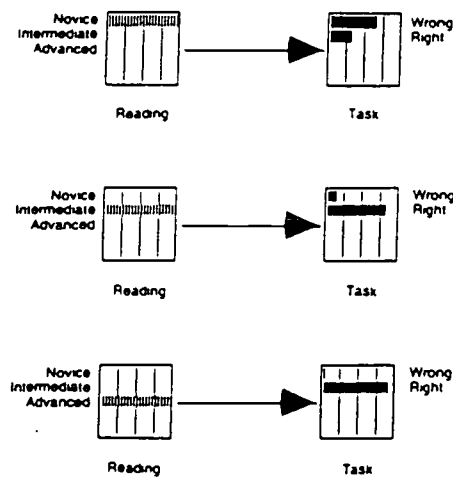 Novice
Intermediate
Advanced
Wrong
Right
Reading
Task
Novice
Intermediate
Advanced
Wrong
Right
Reading
Task
Novice
Intermediate
Advanced
Wrong
Right
Reading
Task